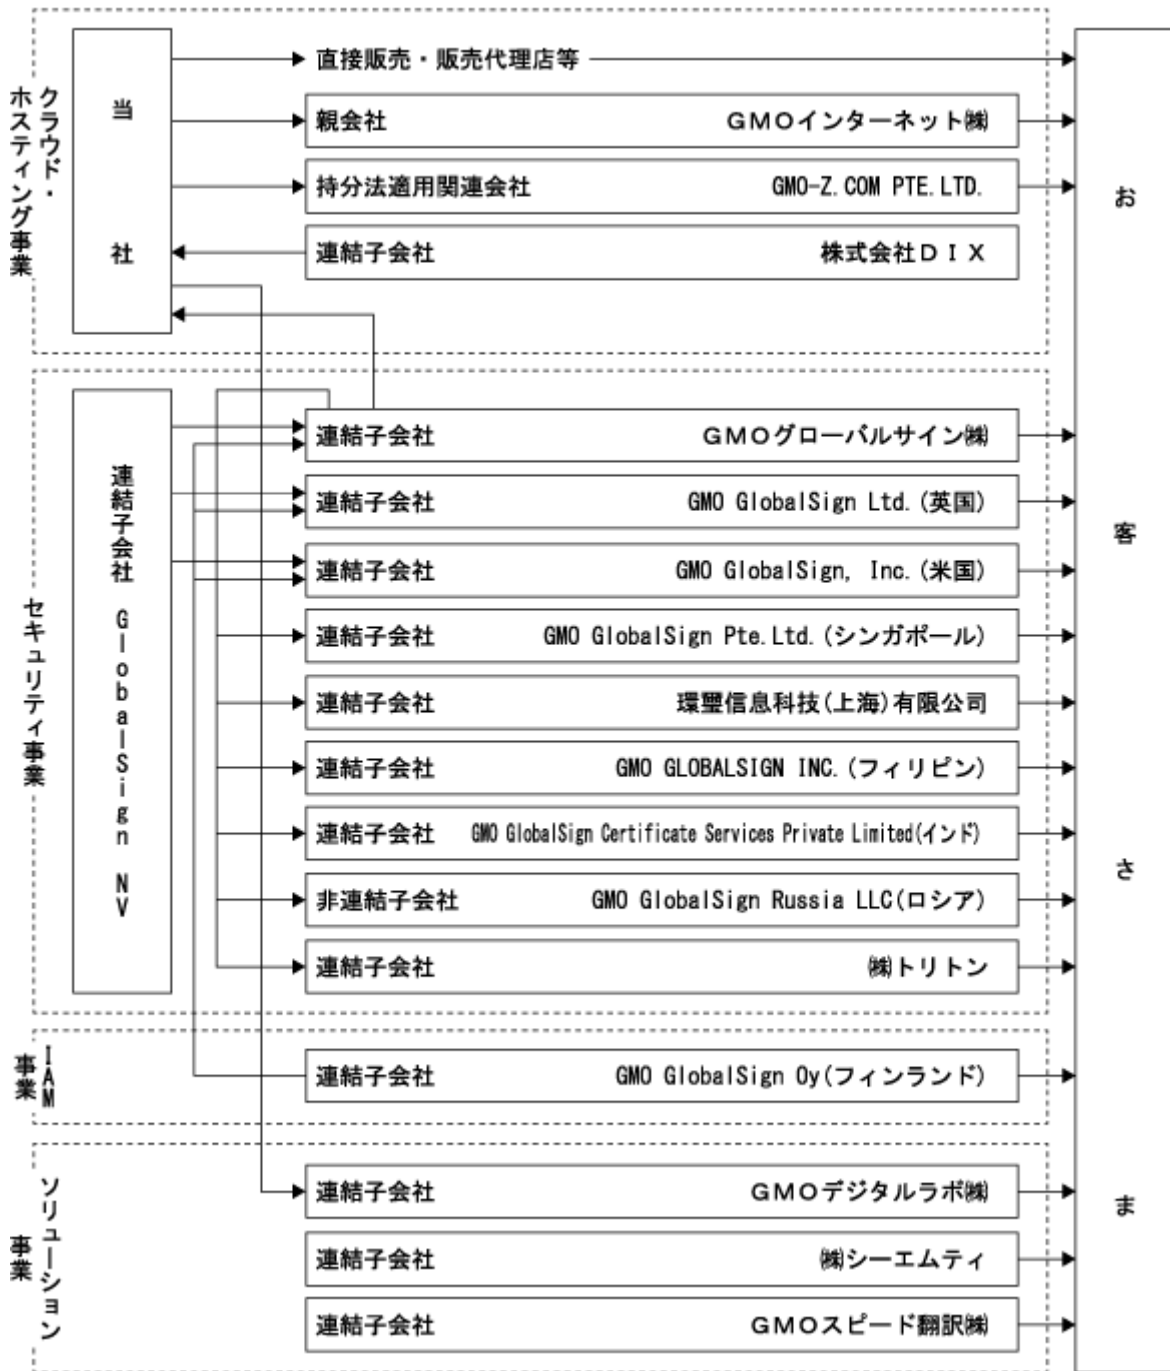 クラウド・
ホスティング事業
当社
直接販売・販売代理店等
親会社 GMOインターネット㈱
持分法適用関連会社 GMO-Z.COM PTE.LTD.
連結子会社 株式会社DIX
お客さま
セキュリティ事業
連結子会社 GlobalSign NV
連結子会社 GMOグローバルサイン㈱
連結子会社 GMO GlobalSign Ltd.(英国)
連結子会社 GMO GlobalSign, Inc.(米国)
連結子会社 GMO GlobalSign Pte.Ltd.(シンガポール)
連結子会社 環璽信息科技(上海)有限公司
連結子会社 GMO GLOBALSIGN INC.(フィリピン)
連結子会社 GMO GlobalSign Certificate Services Private Limited(インド)
非連結子会社 GMO GlobalSign Russia LLC(ロシア)
連結子会社 ㈱トリトン
IAM
事業
連結子会社 GMO GlobalSign Oy(フィンランド)
ソリューション
事業
連結子会社 GMOデジタルラボ㈱
連結子会社 ㈱シーエムティ
連結子会社 GMOスピード翻訳㈱